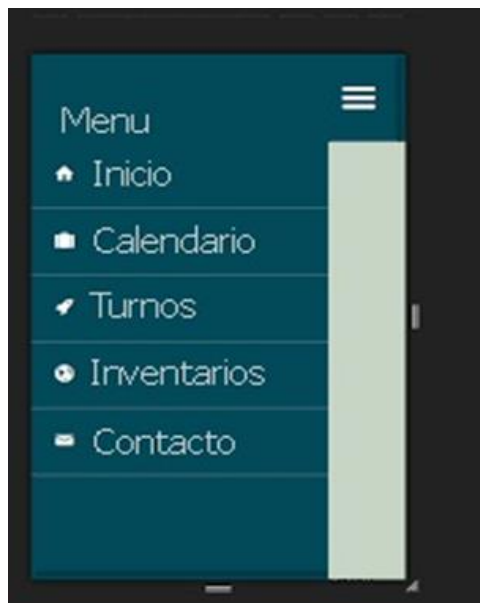 Menu
Inicio
Calendario
Turnos
Inventarios
Contacto